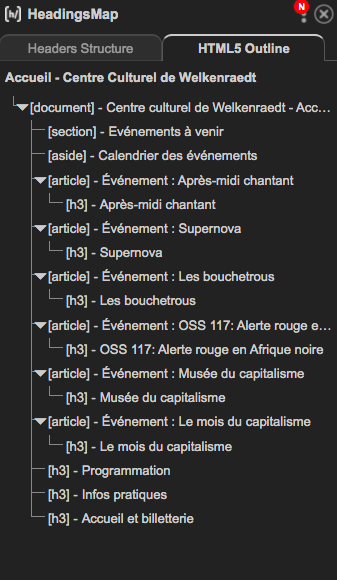 [h] HeadingsMap
N
Headers Structure
HTML5 Outline
Accueil - Centre Culturel de Welkenraedt
[document] - Centre culturel de Welkenraedt - Acc...
[section] - Evénements à venir
[aside] - Calendrier des événements
[article] - Événement : Après-midi chantant
[h3] - Après-midi chantant
[article] - Événement : Supernova
[h3] - Supernova
[article] - Événement : Les bouchetrous
[h3] - Les bouchetrous
[article] - Événement : OSS 117: Alerte rouge e...
[h3] - OSS 117: Alerte rouge en Afrique noire
[article] - Événement : Musée du capitalisme
[h3] - Musée du capitalisme
[article] - Événement : Le mois du capitalisme
[h3] - Le mois du capitalisme
[h3] - Programmation
[h3] - Infos pratiques
[h3] - Accueil et billetterie